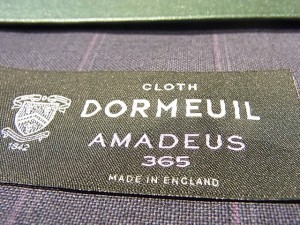 CLOTH
DORMEUIL
AMADEUS
365
MADE IN ENGLAND
1842